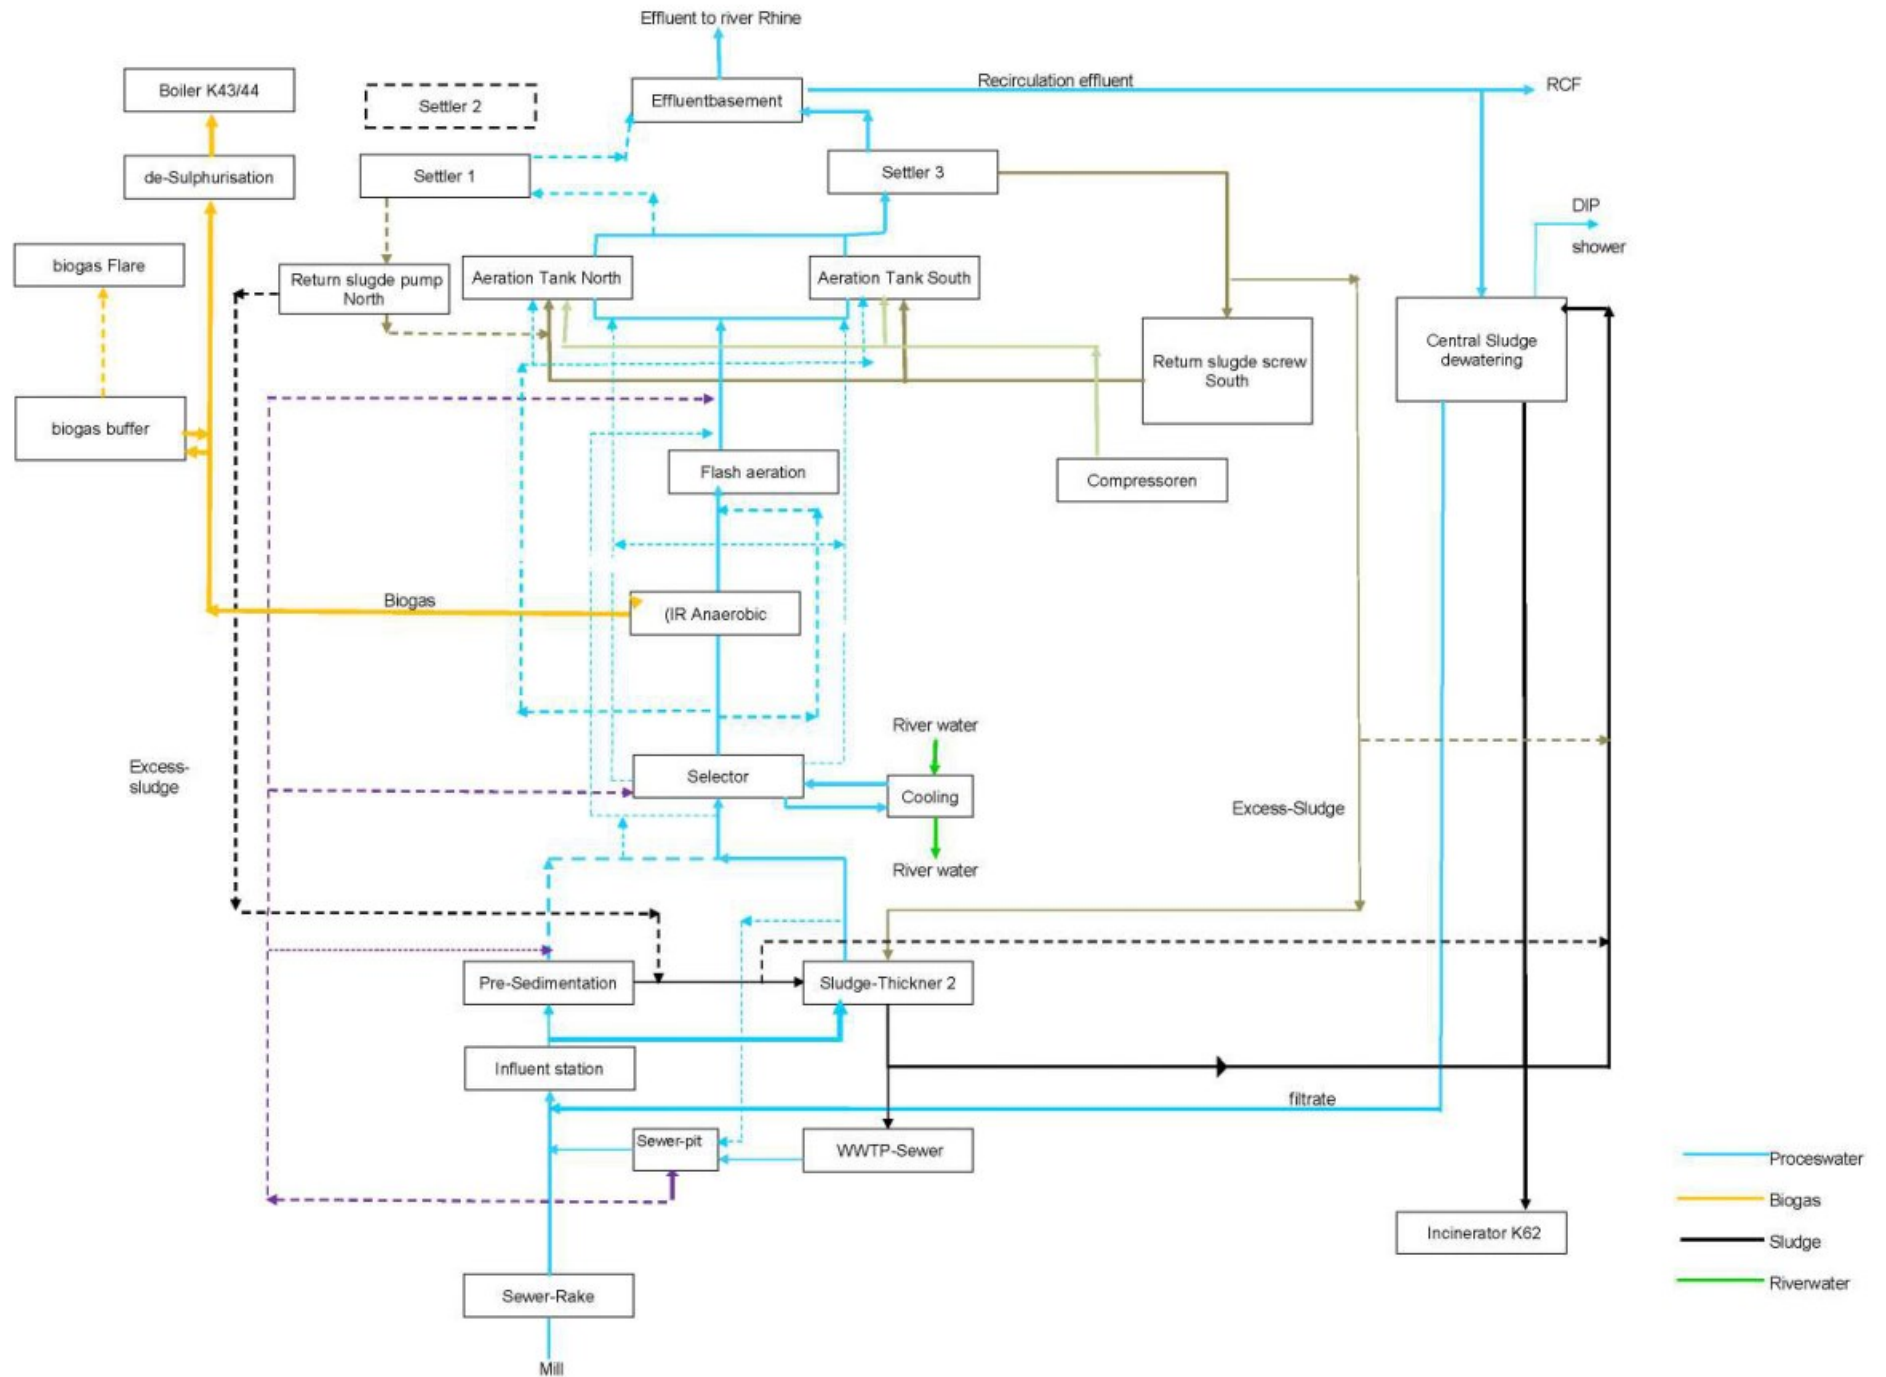 Effluent to river Rhine
Boiler K43/44
Settler 2
Effluentbasement
Recirculation effluent
RCF
de-Sulphurisation
Settler 1
Settler 3
DIP
shower
biogas Flare
Return slugde pump
North
Aeration Tank North
Aeration Tank South
Central Sludge
dewatering
Return slugde screw
South
biogas buffer
Flash aeration
Compressoren
Biogas
(IR Anaerobic
River water
Excess-
sludge
Selector
Cooling
Excess-Sludge
River water
Pre-Sedimentation
Sludge-Thickner 2
Influent station
filtrate
Sewer-pit
WWTP-Sewer
Proceswater
Biogas
Incinerator K62
Sludge
Riverwater
Sewer-Rake
Mill